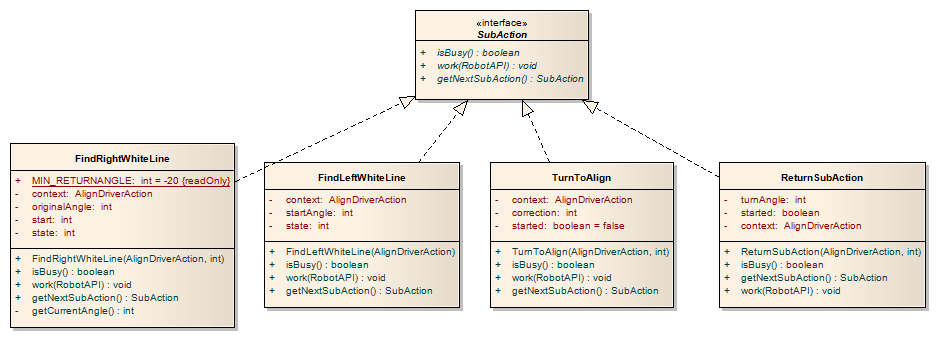 «interface»
SubAction
+ isBusy() : boolean
+ work(RobotAPI) : void
+ getNextSubAction() : SubAction
FindRightWhiteLine
+ MIN_RETURNANGLE: int = -20 {readOnly}
- context: AlignDriverAction
- originalAngle: int
- start: int
- state: int
+ FindRightWhiteLine(AlignDriverAction, int)
+ isBusy() : boolean
+ work(RobotAPI) : void
+ getNextSubAction() : SubAction
- getCurrentAngle() : int
FindLeftWhiteLine
- context: AlignDriverAction
- startAngle: int
- state: int
+ FindLeftWhiteLine(AlignDriverAction)
+ isBusy() : boolean
+ work(RobotAPI) : void
+ getNextSubAction() : SubAction
TurnToAlign
- context: AlignDriverAction
- correction: int
- started: boolean = false
+ TurnToAlign(AlignDriverAction, int)
+ isBusy() : boolean
+ work(RobotAPI) : void
+ getNextSubAction() : SubAction
ReturnSubAction
- turnAngle: int
- started: boolean
- context: AlignDriverAction
+ ReturnSubAction(AlignDriverAction, int)
+ isBusy() : boolean
+ getNextSubAction() : SubAction
+ work(RobotAPI) : void